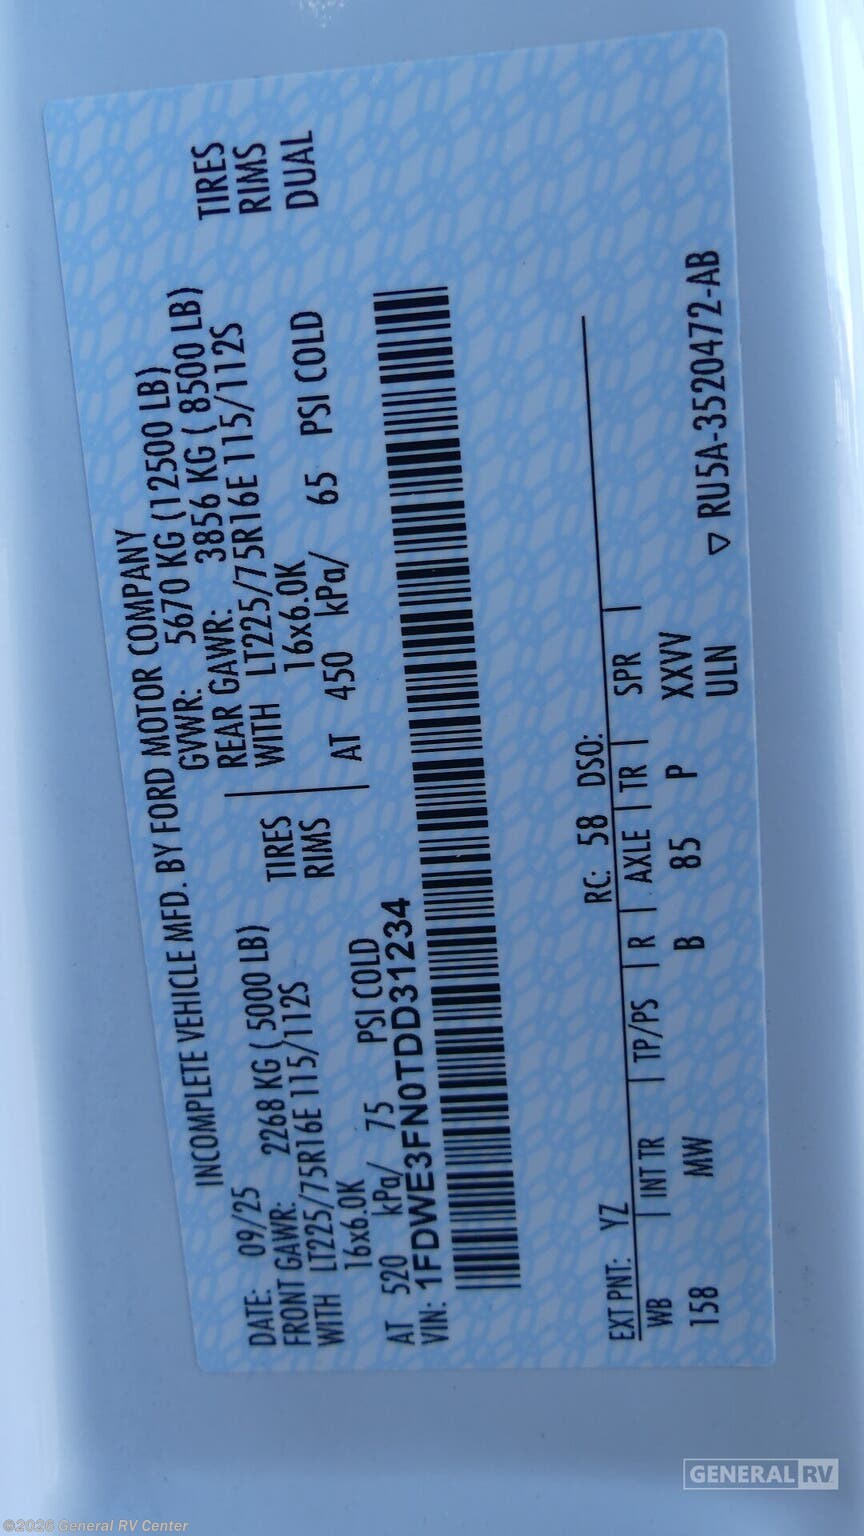 INCOMPLETE VEHICLE MFD. BY FORD MOTOR COMPANY
DATE: 09/25 GVWR: 5670 KG (12500 LB)
FRONT GAWR: 2268 KG ( 5000 LB) REAR GAWR: 3856 KG ( 8500 LB)
WITH LT225/75R16E 115/112S TIRES WITH LT225/75R16E 115/112S TIRES
16x6.0K RIMS 16x6.0K RIMS
AT 520 kPa/ 75 PSI COLD AT 450 kPa/ 65 PSI COLD DUAL
VIN: 1FDWE3FN0TDD31234
EXT PNT: YZ RC: 58 DSO:
WB INT TR TP/PS R AXLE TR SPR
158 MW B 85 P XXVV
ULN
▽ RU5A-3520472-AB
GENERAL RV
©2026 General RV Center